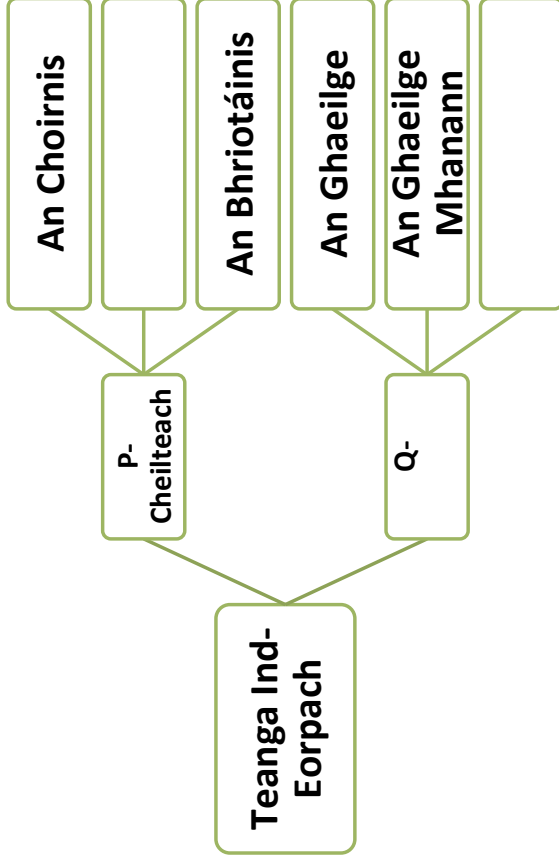 Teanga Ind-
Eorpach
P-
Cheilteach
An Choirnis
An Bhriotáinis
Q-
An Ghaeilge
An Ghaeilge
Mhanann